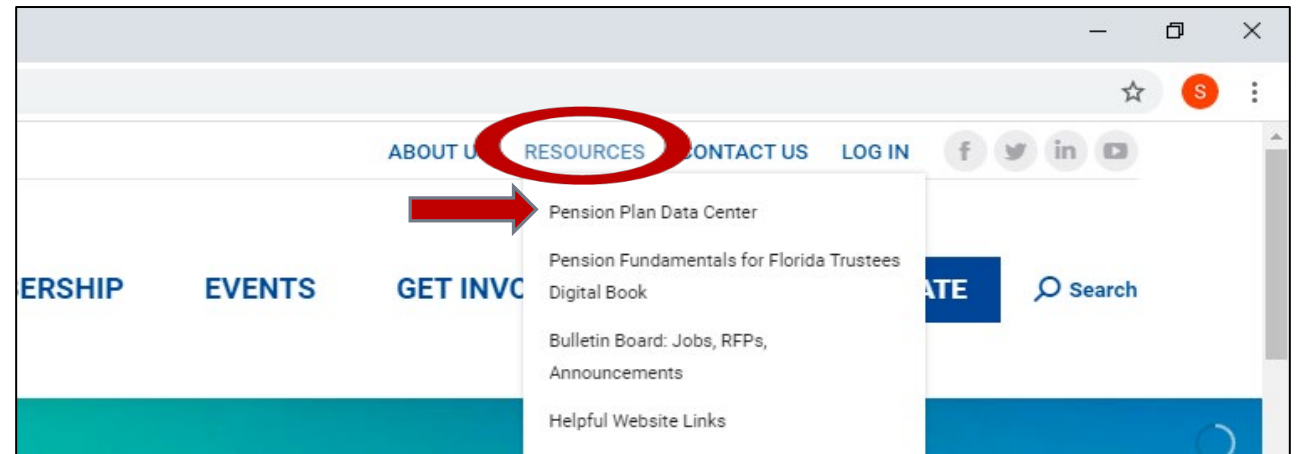 S
ABOUT U
RESOURCES
CONTACT US
LOG IN
f
in
Pension Plan Data Center
Pension Fundamentals for Florida Trustees
Digital Book
ERSHIP
EVENTS
GET INVO
ATE
Search
Bulletin Board: Jobs, RFPs,
Announcements
Helpful Website Links